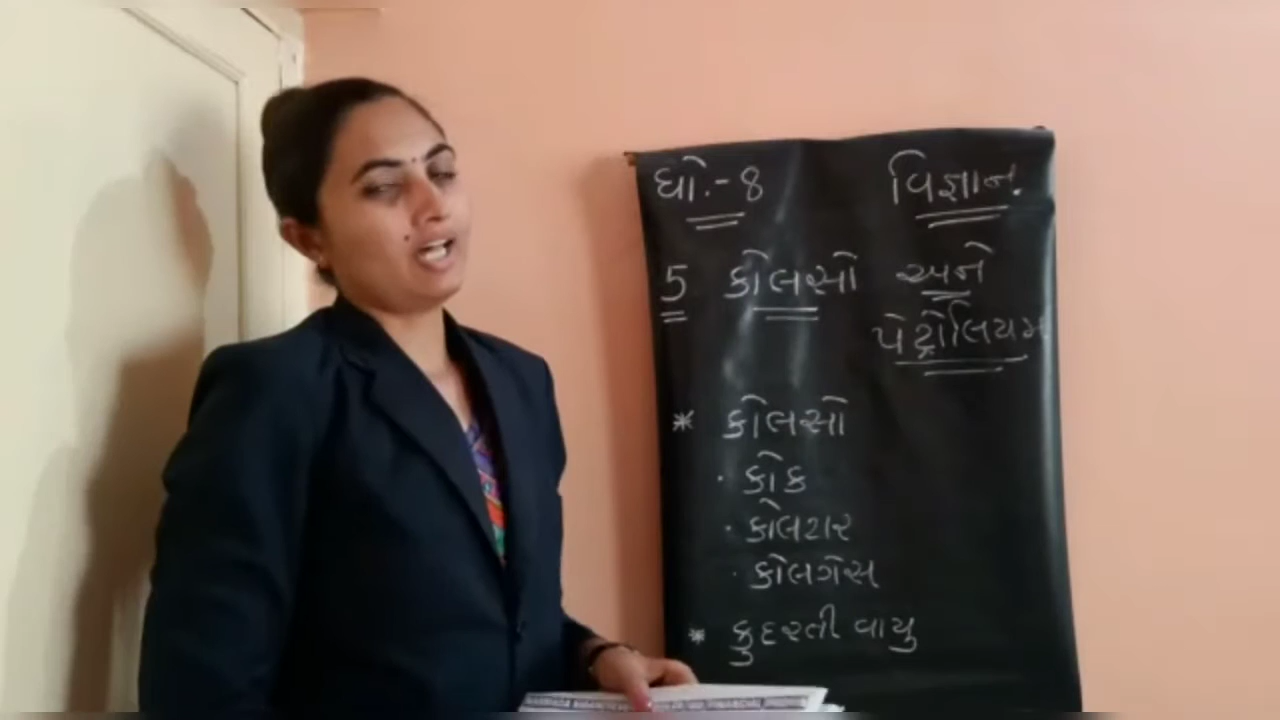 ધો.-8 વિજ્ઞાન.
5 કોલસો અને
પેટ્રોલિયમ
* કોલસો
· કોક
· કોલટાર
· કોલગેસ
* કુદરતી વાયુ